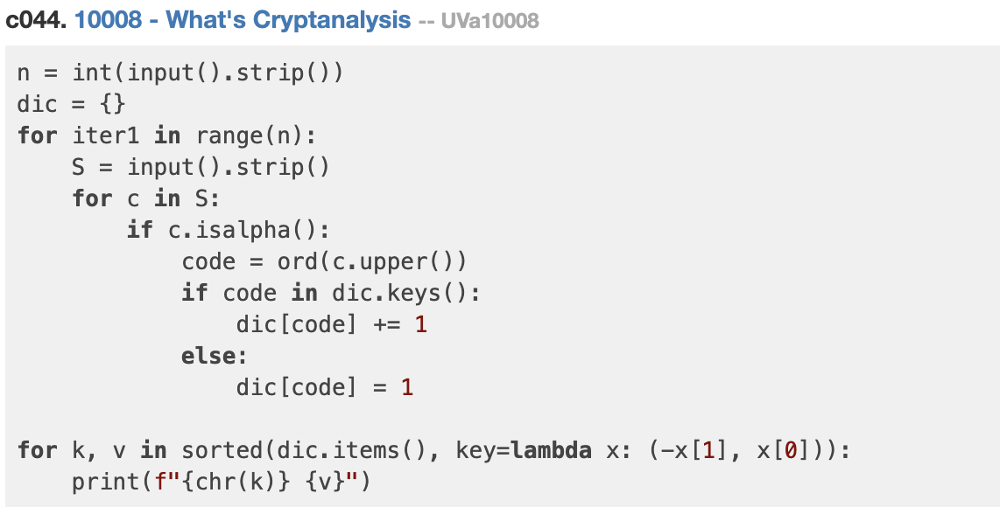 c044. 10008 - What's Cryptanalysis -- UVa10008
n = int(input().strip())
dic = {}
for iter1 in range(n):
    S = input().strip()
    for c in S:
        if c.isalpha():
            code = ord(c.upper())
            if code in dic.keys():
                dic[code] += 1
            else:
                dic[code] = 1
for k, v in sorted(dic.items(), key=lambda x: (-x[1], x[0])):
    print(f"{chr(k)} {v}")